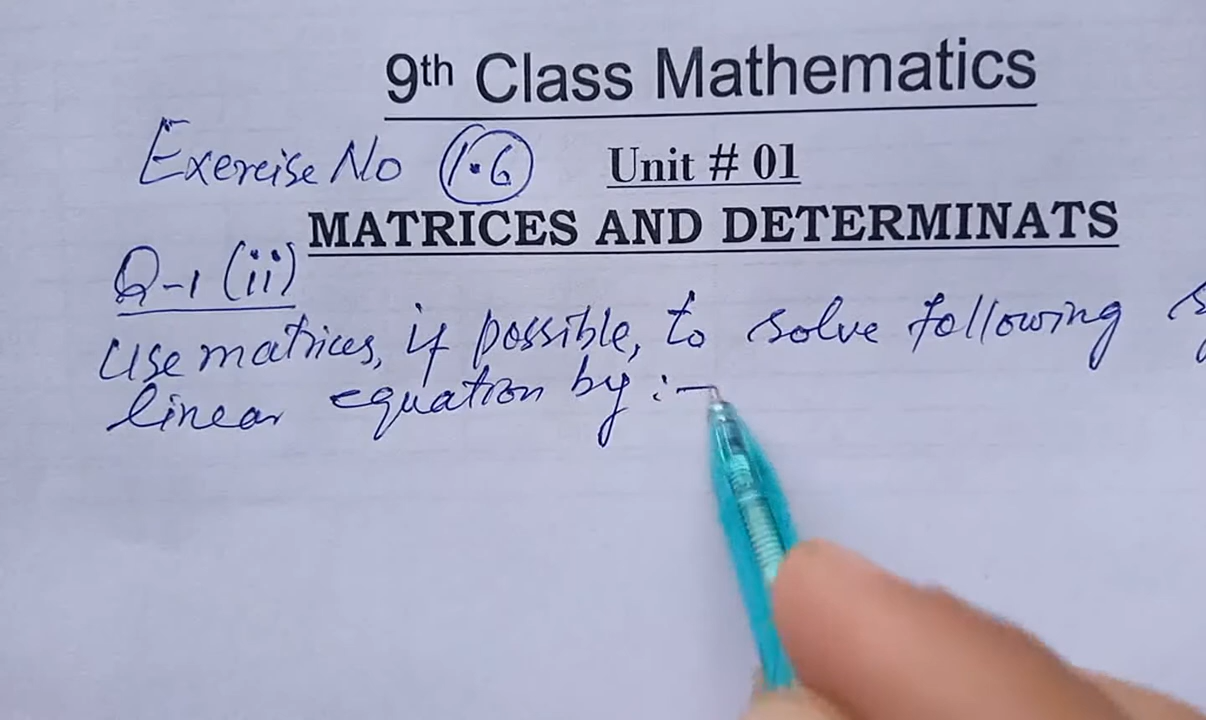 9th Class Mathematics
Exercise No 1.6 Unit # 01
MATRICES AND DETERMINATS
Q-1 (ii)
Use matrices, if possible, to solve following
linear equation by :-